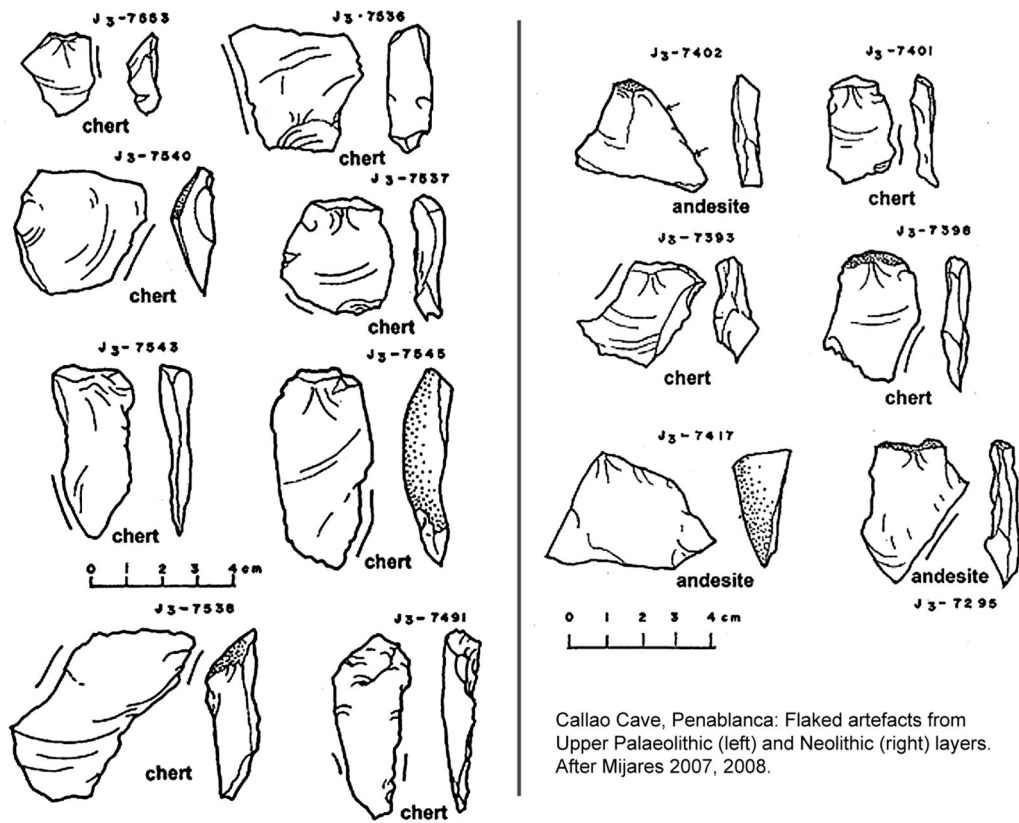 J3-7553
chert
J3-7536
chert
J3-7540
chert
J3-7537
chert
J3-7543
chert
J3-7545
chert
0 1 2 3 4 cm
J3-7538
chert
J3-7491
chert
J3-7402
andesite
J3-7401
chert
J3-7393
chert
J3-7398
chert
J3-7417
andesite
andesite
J3-7295
0 1 2 3 4 cm
Callao Cave, Penablanca: Flaked artefacts from
Upper Palaeolithic (left) and Neolithic (right) layers.
After Mijares 2007, 2008.